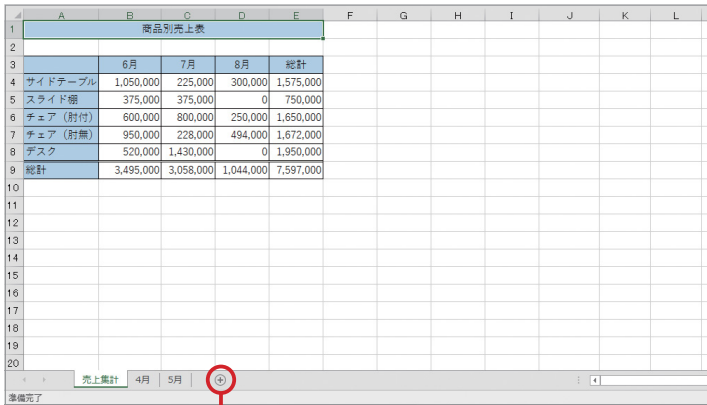 A B C D E F G H I J K L
1 商品別売上表
2
3 6月 7月 8月 総計
4 サイドテーブル 1,050,000 225,000 300,000 1,575,000
5 スライド棚 375,000 375,000 0 750,000
6 チェア（肘付） 600,000 800,000 250,000 1,650,000
7 チェア（肘無） 950,000 228,000 494,000 1,672,000
8 デスク 520,000 1,430,000 0 1,950,000
9 総計 3,495,000 3,058,000 1,044,000 7,597,000
10
11
12
13
14
15
16
17
18
19
20
売上集計 4月 5月
準備完了